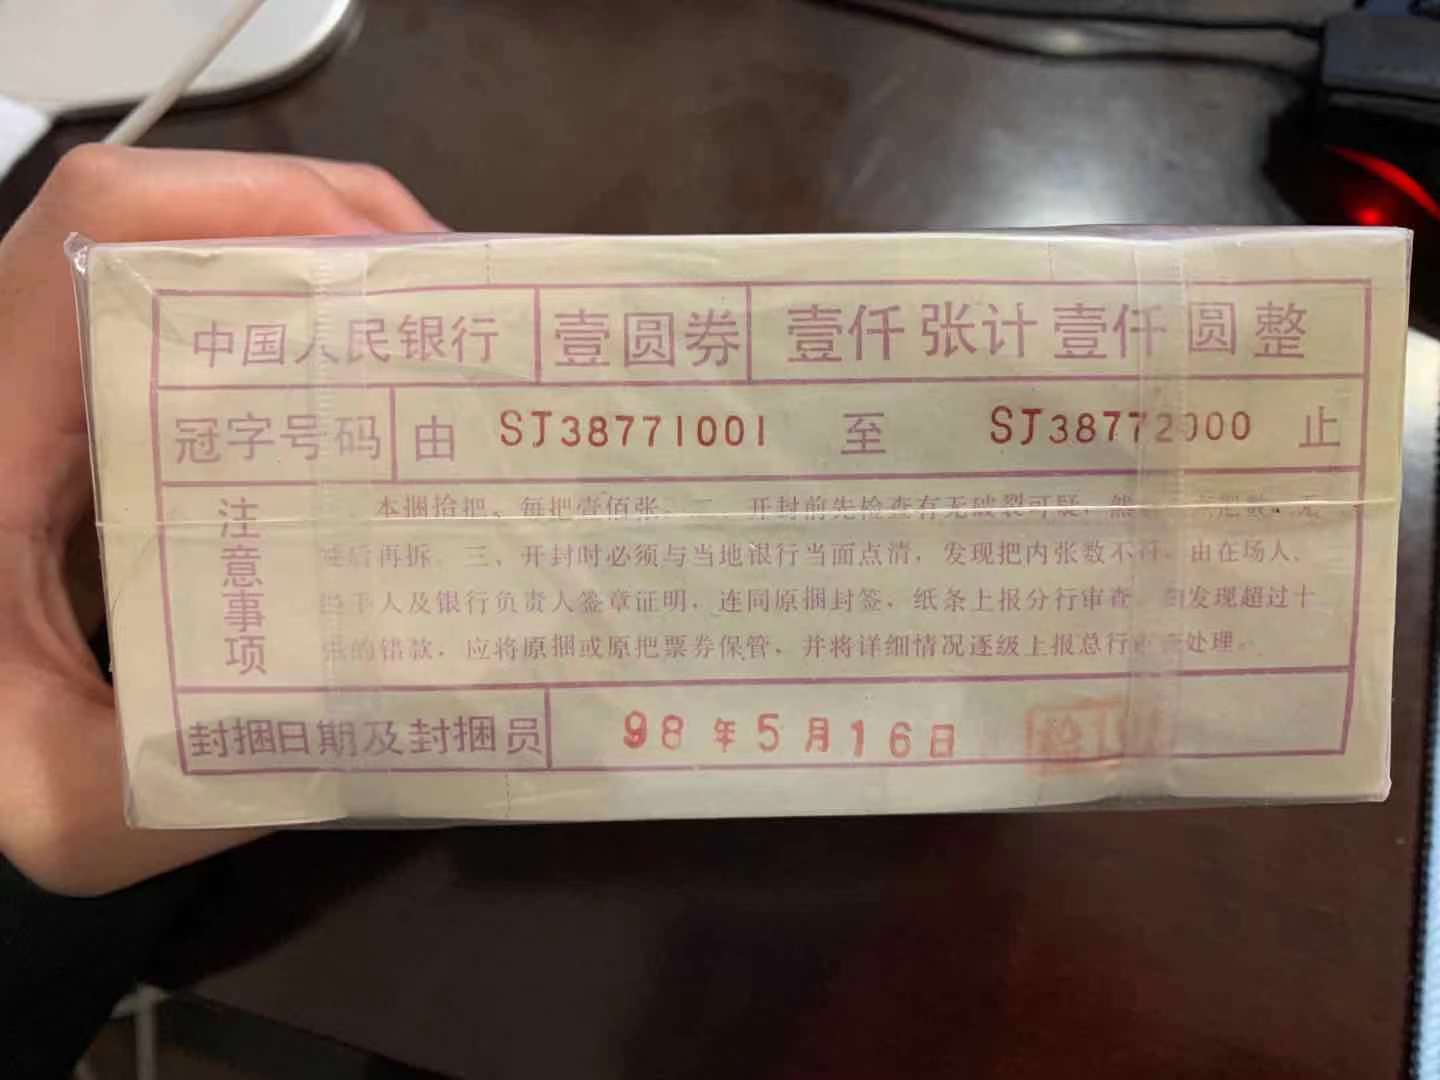 中国人民银行 壹圆券 壹仟张计壹仟圆整
冠字号码 由 SJ38771001 至 SJ38772000 止
注意事项
本捆拾把、每把壹佰张。二、开封前先检查有无破裂可疑，然
后再拆。三、开封时必须与当地银行当面点清，发现把内张数不符，由在场人、
人及银行负责人签章证明，连同原捆封签，纸条上报分行审查。发现超过十
的错款，应将原捆或原把票券保管，并将详细情况逐级上报总行 处理。
封捆日期及封捆员 98年5月16日